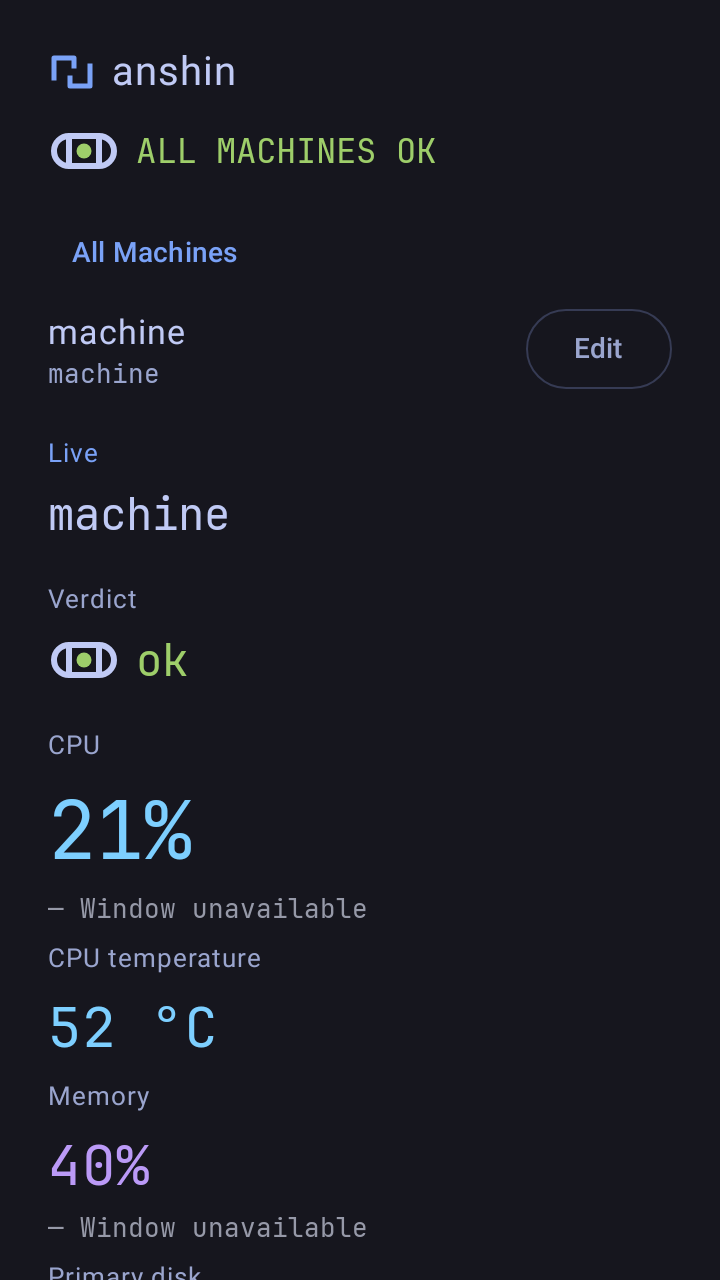 anshin
ALL MACHINES OK
All Machines
machine
machine
Edit
Live
machine
Verdict
ok
CPU
21%
— Window unavailable
CPU temperature
52 °C
Memory
40%
— Window unavailable
Primary disk